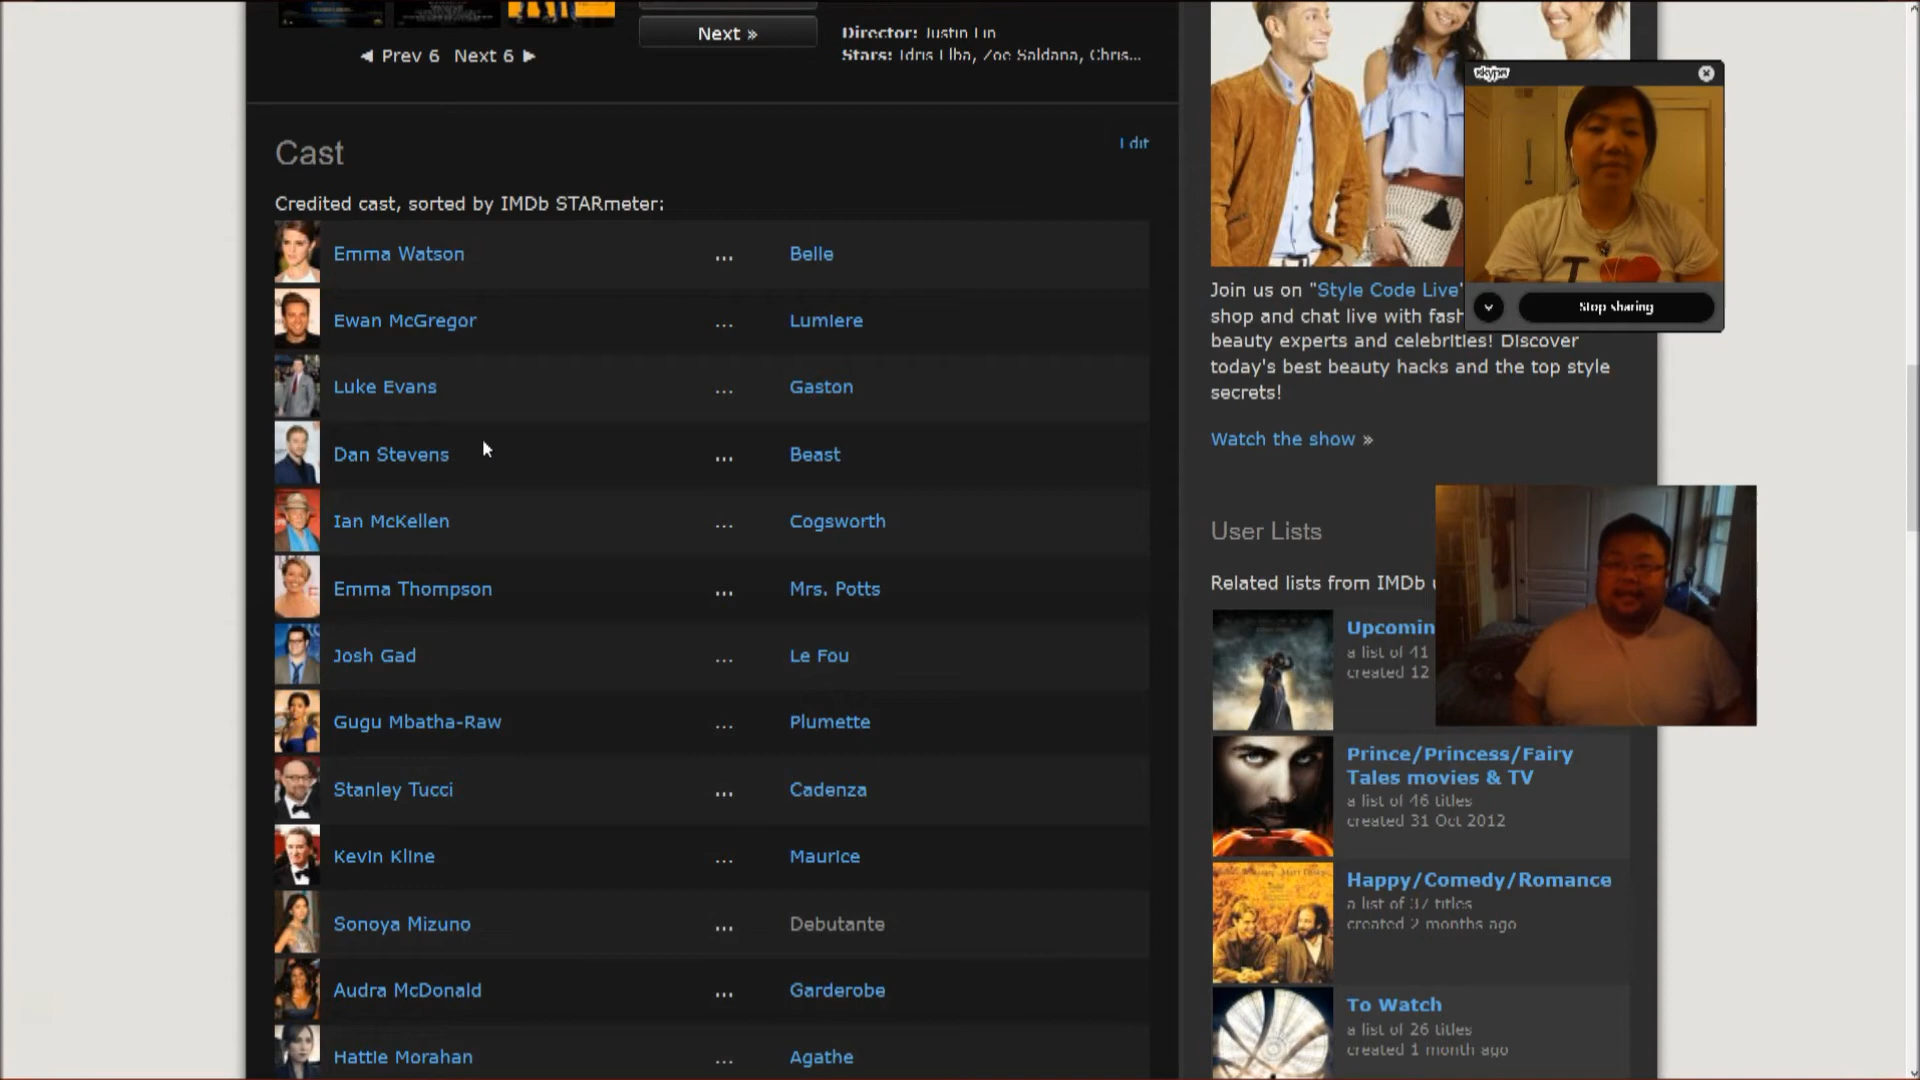 Next »
Director: Justin Lin
Stars: Idris Elba, Zoe Saldana, Chris...
◀ Prev 6 Next 6 ▶
Cast
Edit
Credited cast, sorted by IMDb STARmeter:
Emma Watson ... Belle
Ewan McGregor ... Lumiere
Luke Evans ... Gaston
Dan Stevens ... Beast
Ian McKellen ... Cogsworth
Emma Thompson ... Mrs. Potts
Josh Gad ... Le Fou
Gugu Mbatha-Raw ... Plumette
Stanley Tucci ... Cadenza
Kevin Kline ... Maurice
Sonoya Mizuno ... Debutante
Audra McDonald ... Garderobe
Hattie Morahan ... Agathe
skype
I
Stop sharing
Join us on "Style Code Live"
shop and chat live with fash
beauty experts and celebrities! Discover
today's best beauty hacks and the top style
secrets!
Watch the show »
User Lists
Related lists from IMDb u
Upcomin
a list of 41
created 12
Prince/Princess/Fairy
Tales movies & TV
a list of 46 titles
created 31 Oct 2012
Happy/Comedy/Romance
a list of 37 titles
created 2 months ago
To Watch
a list of 26 titles
created 1 month ago